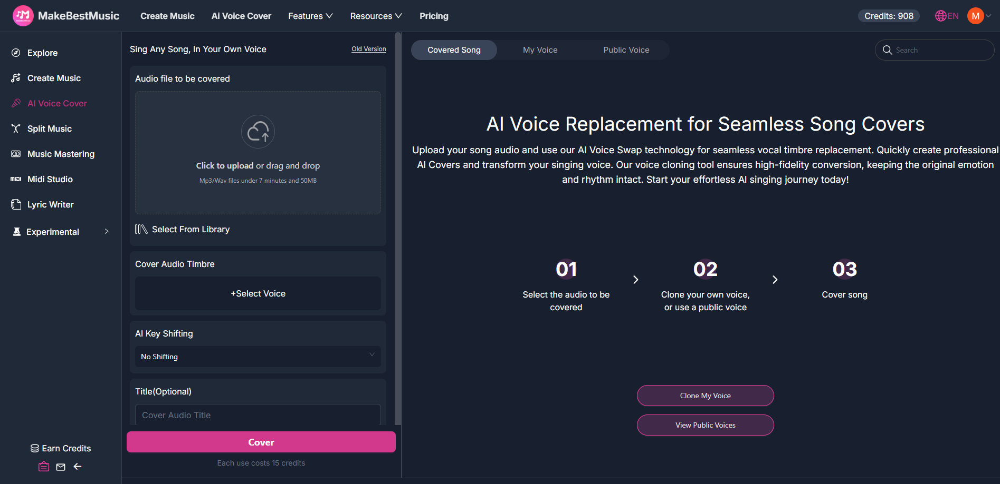 MakeBestMusic
Create Music
Ai Voice Cover
Features
Resources
Pricing
Credits: 908
EN
M
Explore
Create Music
AI Voice Cover
Split Music
Music Mastering
MIDI
Midi Studio
Lyric Writer
Experimental
Earn Credits
Sing Any Song, In Your Own Voice
Old Version
Audio file to be covered
Click to upload or drag and drop
Mp3/Wav files under 7 minutes and 50MB
Select From Library
Cover Audio Timbre
+Select Voice
AI Key Shifting
No Shifting
Title(Optional)
Cover Audio Title
Cover
Each use costs 15 credits
Covered Song
My Voice
Public Voice
Search
AI Voice Replacement for Seamless Song Covers
Upload your song audio and use our AI Voice Swap technology for seamless vocal timbre replacement. Quickly create professional
AI Covers and transform your singing voice. Our voice cloning tool ensures high-fidelity conversion, keeping the original emotion
and rhythm intact. Start your effortless AI singing journey today!
01
Select the audio to be
covered
02
Clone your own voice,
or use a public voice
03
Cover song
Clone My Voice
View Public Voices